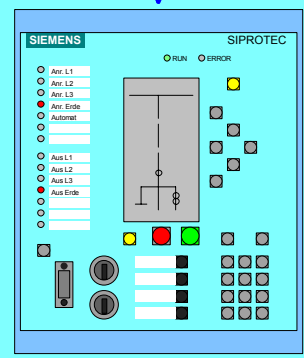 SIEMENS SIPROTEC
RUN ERROR
Anr. L1
Anr. L2
Anr. L3
Anr. Erde
Automat
Aus L1
Aus L2
Aus L3
Aus Erde